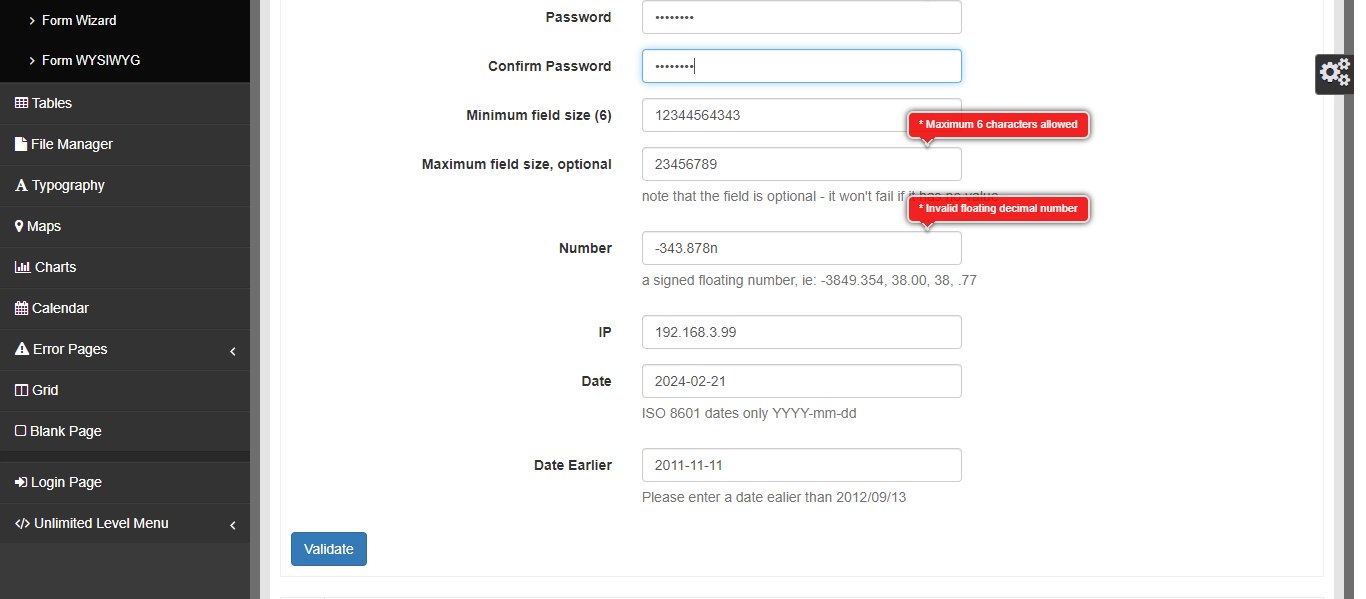 Form Wizard
Form WYSIWYG
Tables
File Manager
Typography
Maps
Charts
Calendar
Error Pages
Grid
Blank Page
Login Page
Unlimited Level Menu
Password ••••••••
Confirm Password ••••••••
Minimum field size (6) 12344564343
* Maximum 6 characters allowed
Maximum field size, optional 23456789
note that the field is optional - it won't fail if it has no value
* Invalid floating decimal number
Number -343.878n
a signed floating number, ie: -3849.354, 38.00, 38, .77
IP 192.168.3.99
Date 2024-02-21
ISO 8601 dates only YYYY-mm-dd
Date Earlier 2011-11-11
Please enter a date ealier than 2012/09/13
Validate